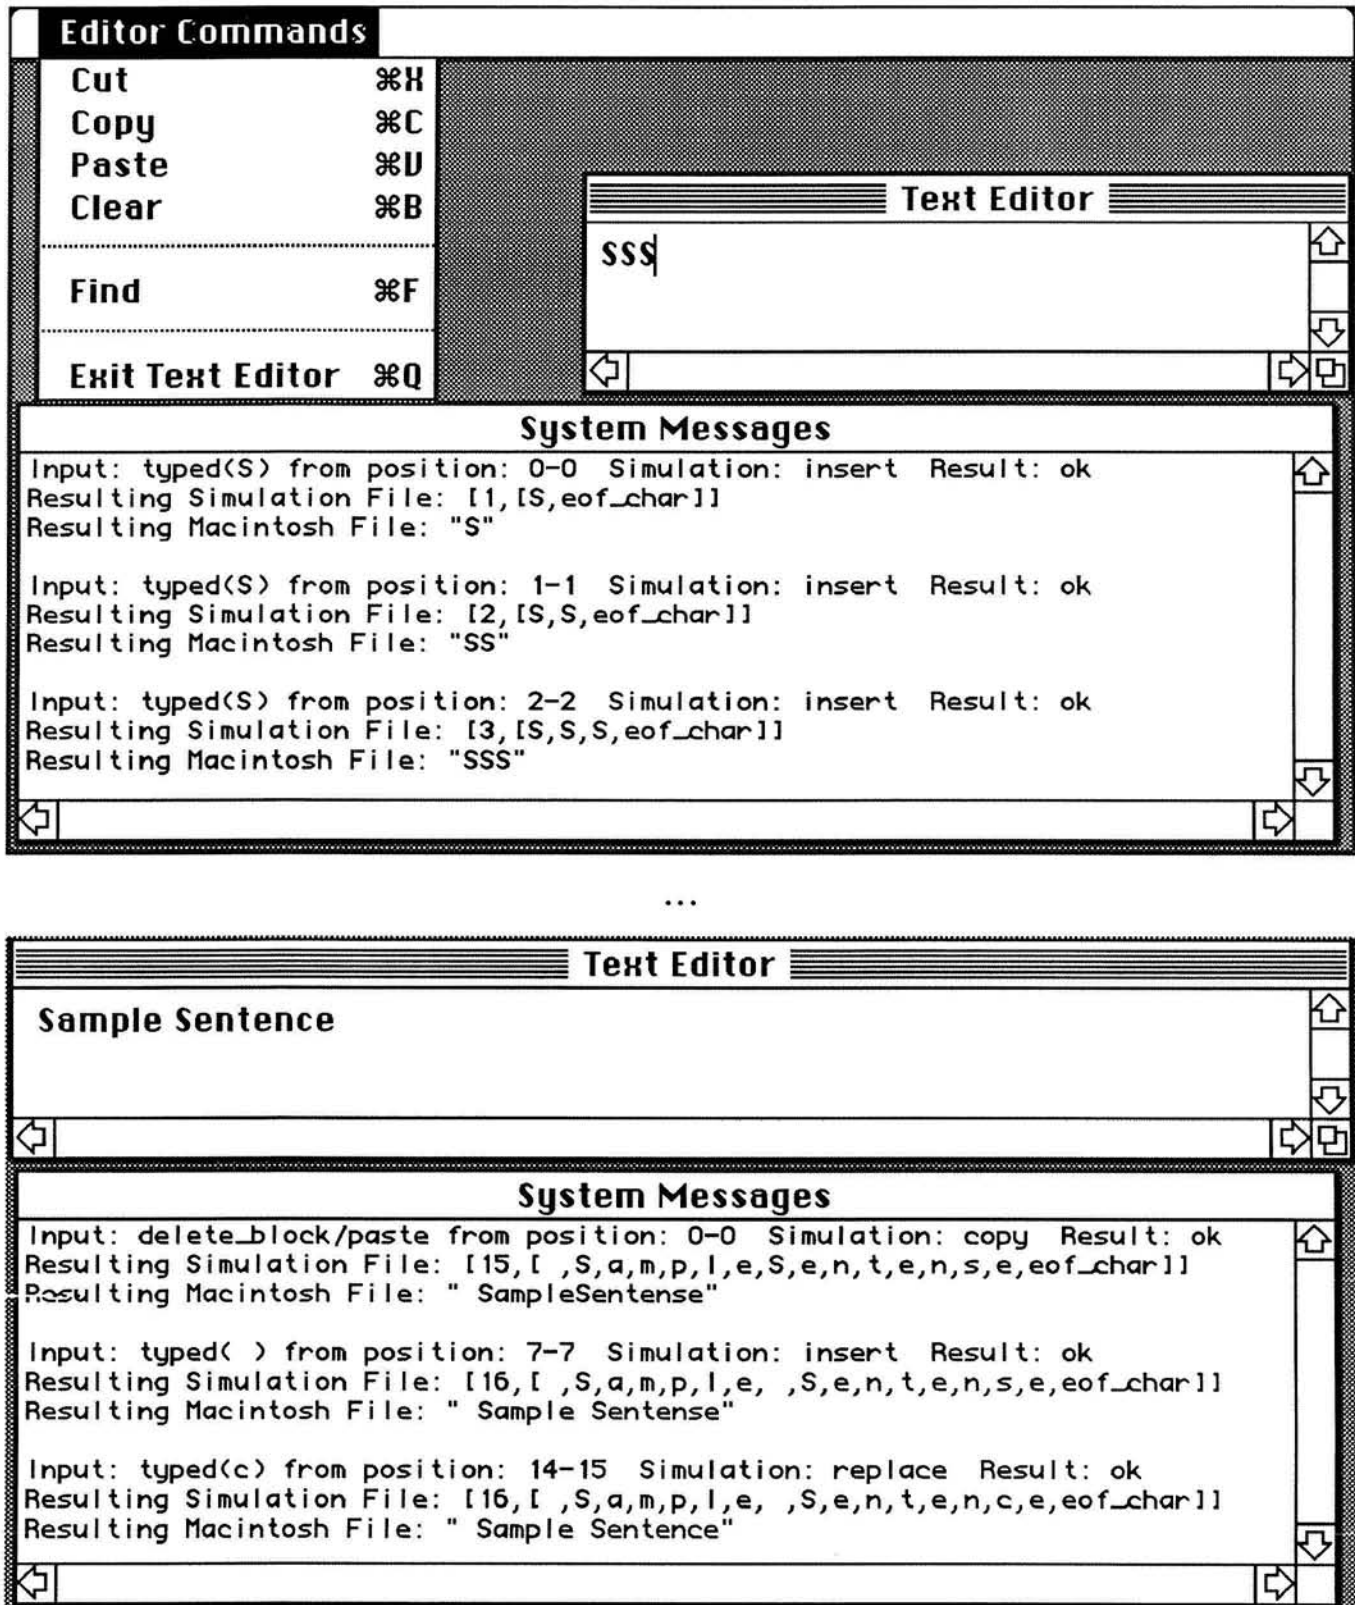 Editor Commands
Cut ⌘X
Copy ⌘C
Paste ⌘V
Clear ⌘B
Find ⌘F
Exit Text Editor ⌘Q
Text Editor
SSS
System Messages
Input: typed(S) from position: 0-0 Simulation: insert Result: ok
Resulting Simulation File: [1,[S,eof_char]]
Resulting Macintosh File: "S"
Input: typed(S) from position: 1-1 Simulation: insert Result: ok
Resulting Simulation File: [2,[S,S,eof_char]]
Resulting Macintosh File: "SS"
Input: typed(S) from position: 2-2 Simulation: insert Result: ok
Resulting Simulation File: [3,[S,S,S,eof_char]]
Resulting Macintosh File: "SSS"
...
Text Editor
Sample Sentence
System Messages
Input: delete_block/paste from position: 0-0 Simulation: copy Result: ok
Resulting Simulation File: [15,[ ,S,a,m,p,l,e,S,e,n,t,e,n,s,e,eof_char]]
Resulting Macintosh File: " SampleSentense"
Input: typed( ) from position: 7-7 Simulation: insert Result: ok
Resulting Simulation File: [16,[ ,S,a,m,p,l,e, ,S,e,n,t,e,n,s,e,eof_char]]
Resulting Macintosh File: " Sample Sentense"
Input: typed(c) from position: 14-15 Simulation: replace Result: ok
Resulting Simulation File: [16,[ ,S,a,m,p,l,e, ,S,e,n,t,e,n,c,e,eof_char]]
Resulting Macintosh File: " Sample Sentence"